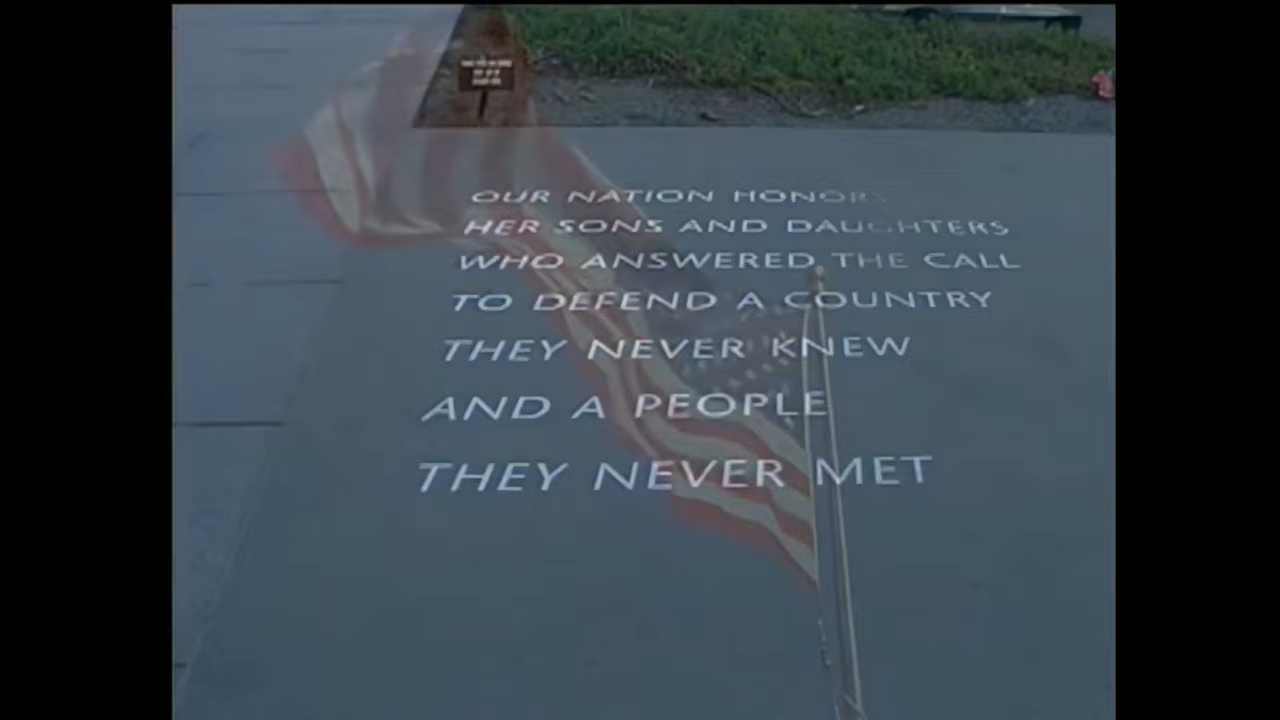 OUR NATION HONORS
HER SONS AND DAUGHTERS
WHO ANSWERED THE CALL
TO DEFEND A COUNTRY
THEY NEVER KNEW
AND A PEOPLE
THEY NEVER MET